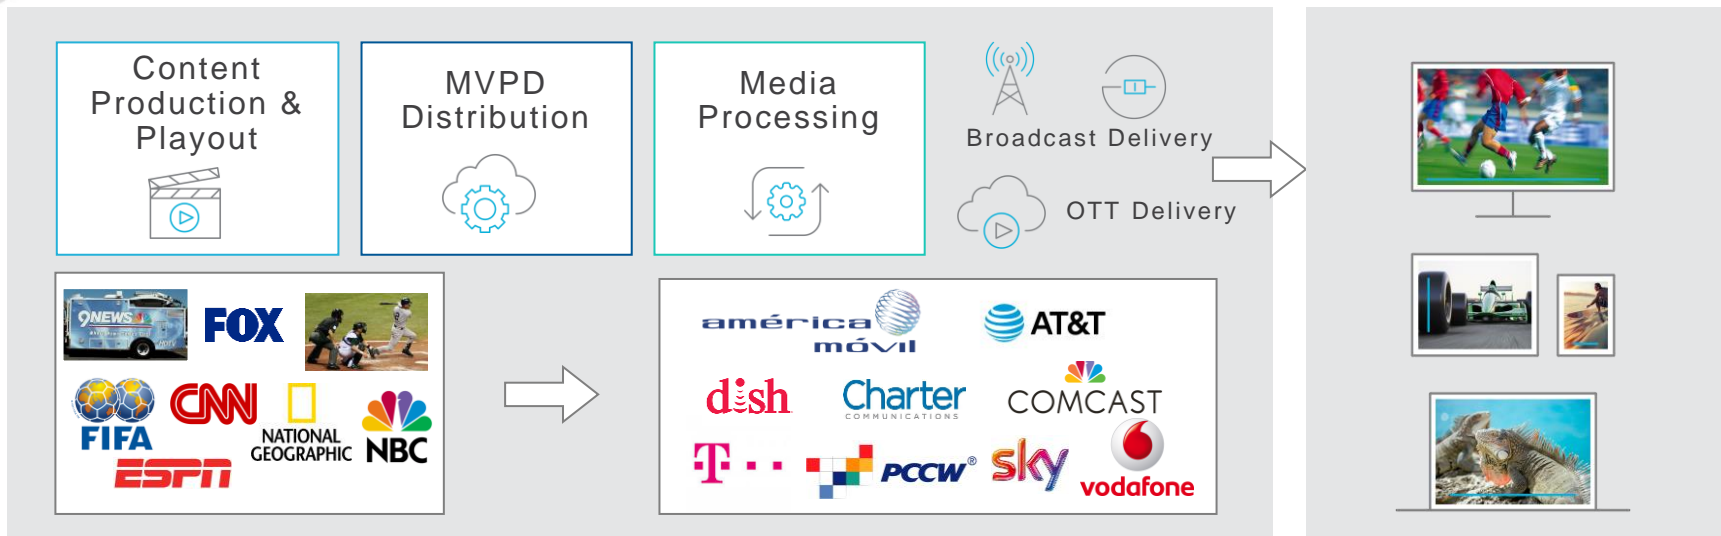 Content
Production &
Playout
MVPD
Distribution
Media
Processing
Broadcast Delivery
OTT Delivery
9NEWS
HDTV
FOX
FIFA
CNN
NATIONAL
GEOGRAPHIC
NBC
ESPN
américa
móvil
AT&T
dish
Charter
COMMUNICATIONS
COMCAST
T
PCCW®
sky
vodafone